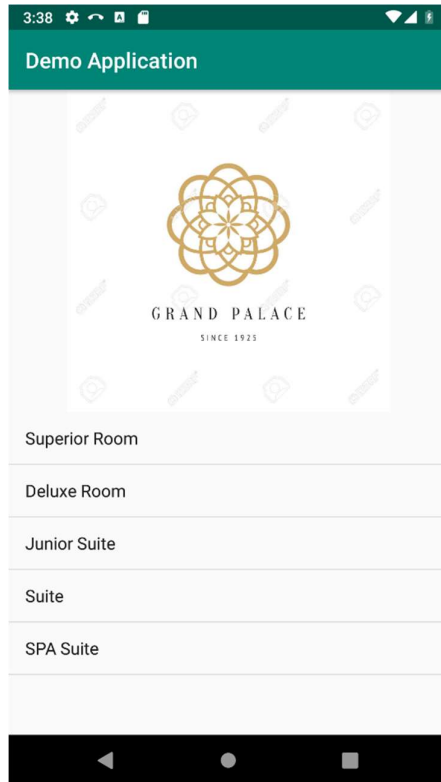 3:38
Demo Application
GRAND PALACE
SINCE 1925
Superior Room
Deluxe Room
Junior Suite
Suite
SPA Suite